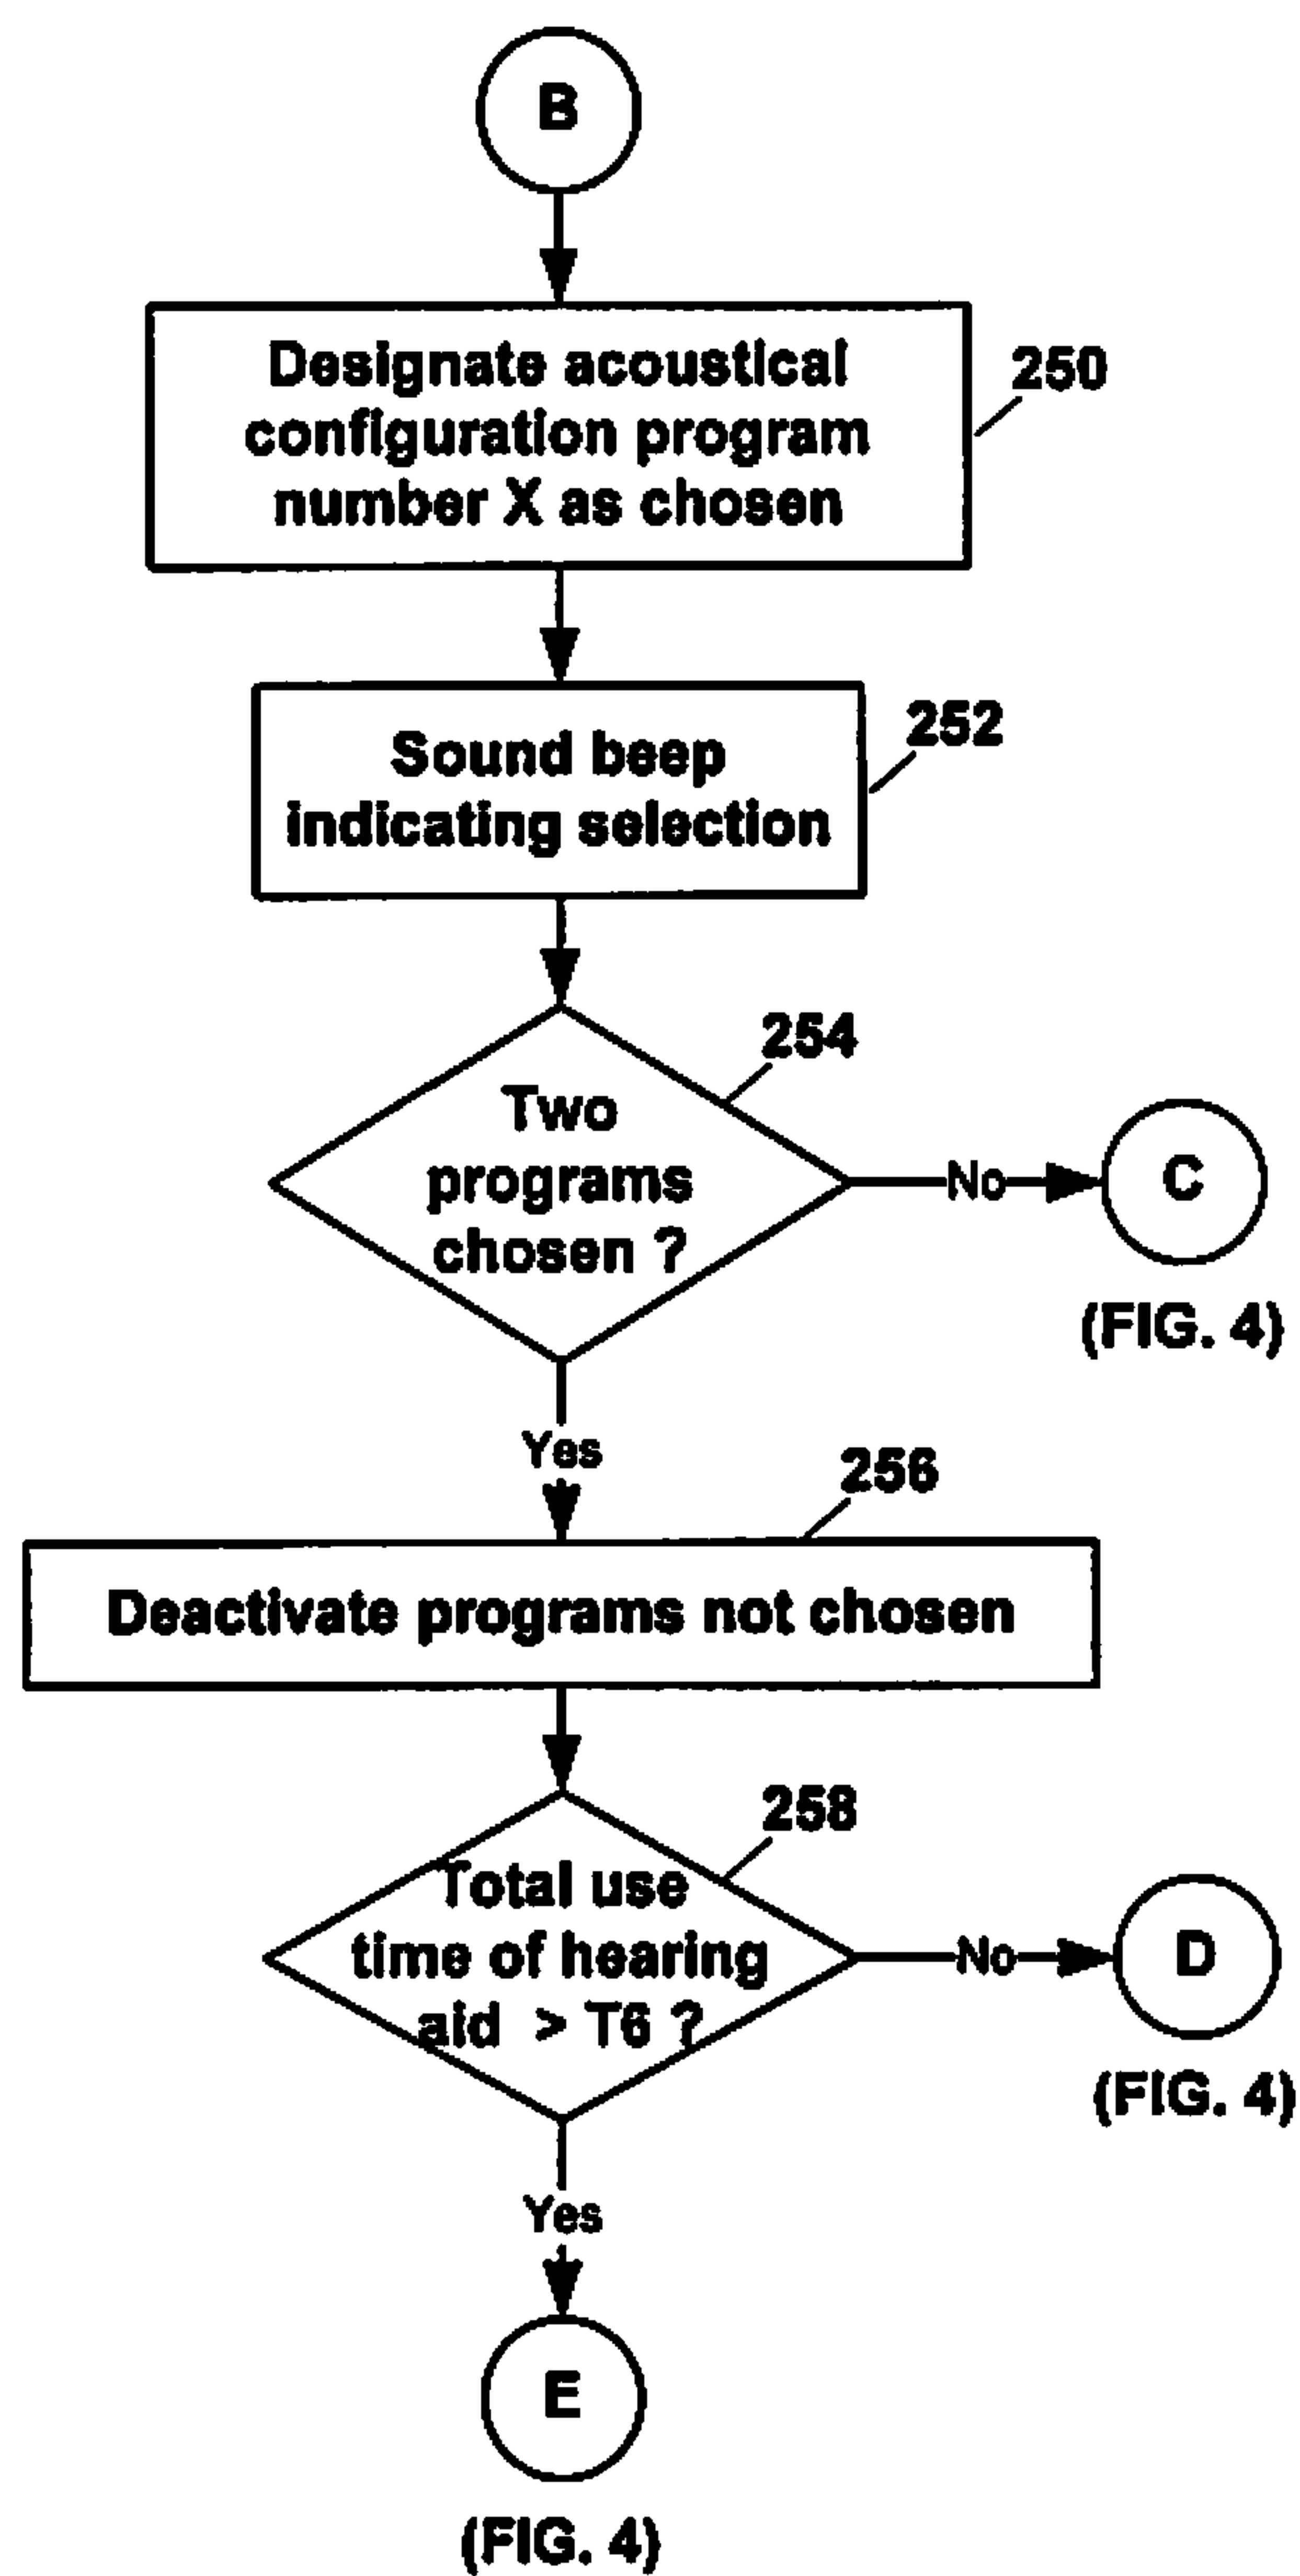 B
Designate acoustical
configuration program
number X as chosen
250
Sound beep
indicating selection
252
254
Two
programs
chosen ?
No
C
(FIG. 4)
Yes
256
Deactivate programs not chosen
258
Total use
time of hearing
aid > T6 ?
No
D
(FIG. 4)
Yes
E
(FIG. 4)